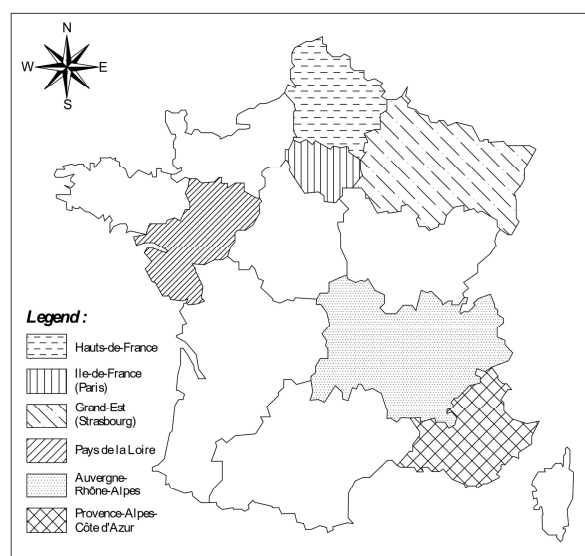 N
W E
S
Legend :
Hauts-de-France
Ile-de-France
(Paris)
Grand-Est
(Strasbourg)
Pays de la Loire
Auvergne-
Rhône-Alpes
Provence-Alpes-
Côte d'Azur